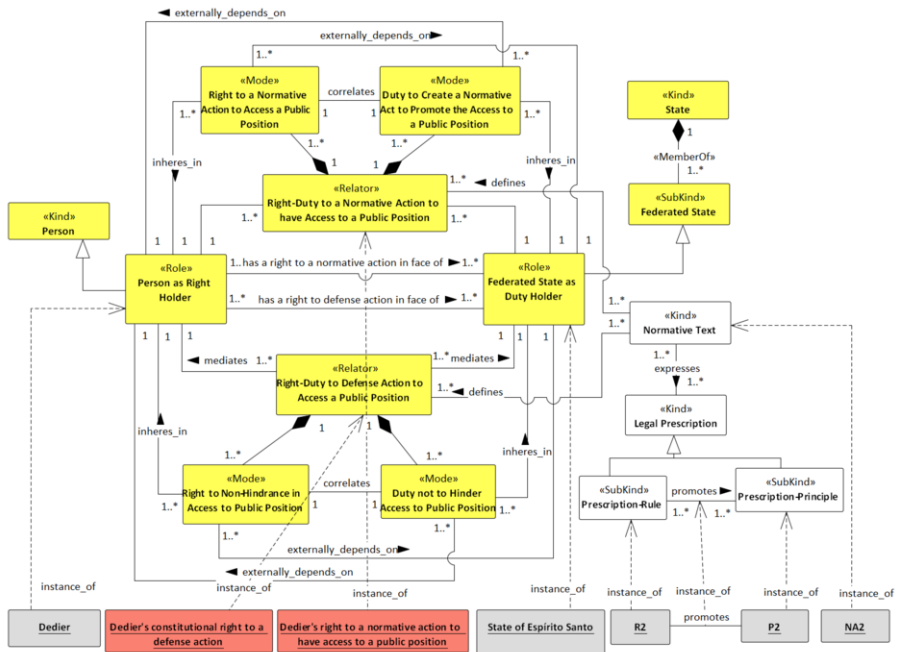 externally_depends_on
externally_depends_on
1..*
1..*
«Mode»
Right to a Normative
Action to Access a Public
Position
correlates
1
1
«Mode»
Duty to Create a Normative
Act to Promote the Access to
a Public Position
«Kind»
State
1
«MemberOf»
1..*
«SubKind»
Federated State
1..*
1..*
1..*
1..*
inheres_in
1
1
inheres_in
«Relator»
Right-Duty to a Normative Action to
have Access to a Public Position
1..*
defines
1..*
1..*
«Kind»
Person
1
1
1
1
1
1
«Role»
Person as Right
Holder
1..
has a right to a normative action in face of
1..*
1..*
has a right to defense action in face of
1..*
«Role»
Federated State as
Duty Holder
1..*
1..*
«Kind»
Normative Text
1
1
1
1
1
1
mediates
1..*
1..*
mediates
«Relator»
Right-Duty to Defense Action to
Access a Public Position
1..*
defines
1..*
expresses
1..*
«Kind»
Legal Prescription
inheres_in
1
1
inheres_in
1..*
1..*
«Mode»
Right to Non-Hindrance in
Access to Public Position
correlates
1
1
«Mode»
Duty not to Hinder
Access to Public Position
1..*
1..*
1..*
1..*
externally_depends_on
externally_depends_on
«SubKind»
Prescription-Rule
promotes
1..*
1..*
«SubKind»
Prescription-Principle
instance_of
instance_of
instance_of
instance_of
instance_of
instance_of
instance_of
instance_of
Dedier
Dedier's constitutional right to a
defense action
Dedier's right to a normative action to
have access to a public position
State of Espírito Santo
R2
promotes
P2
NA2